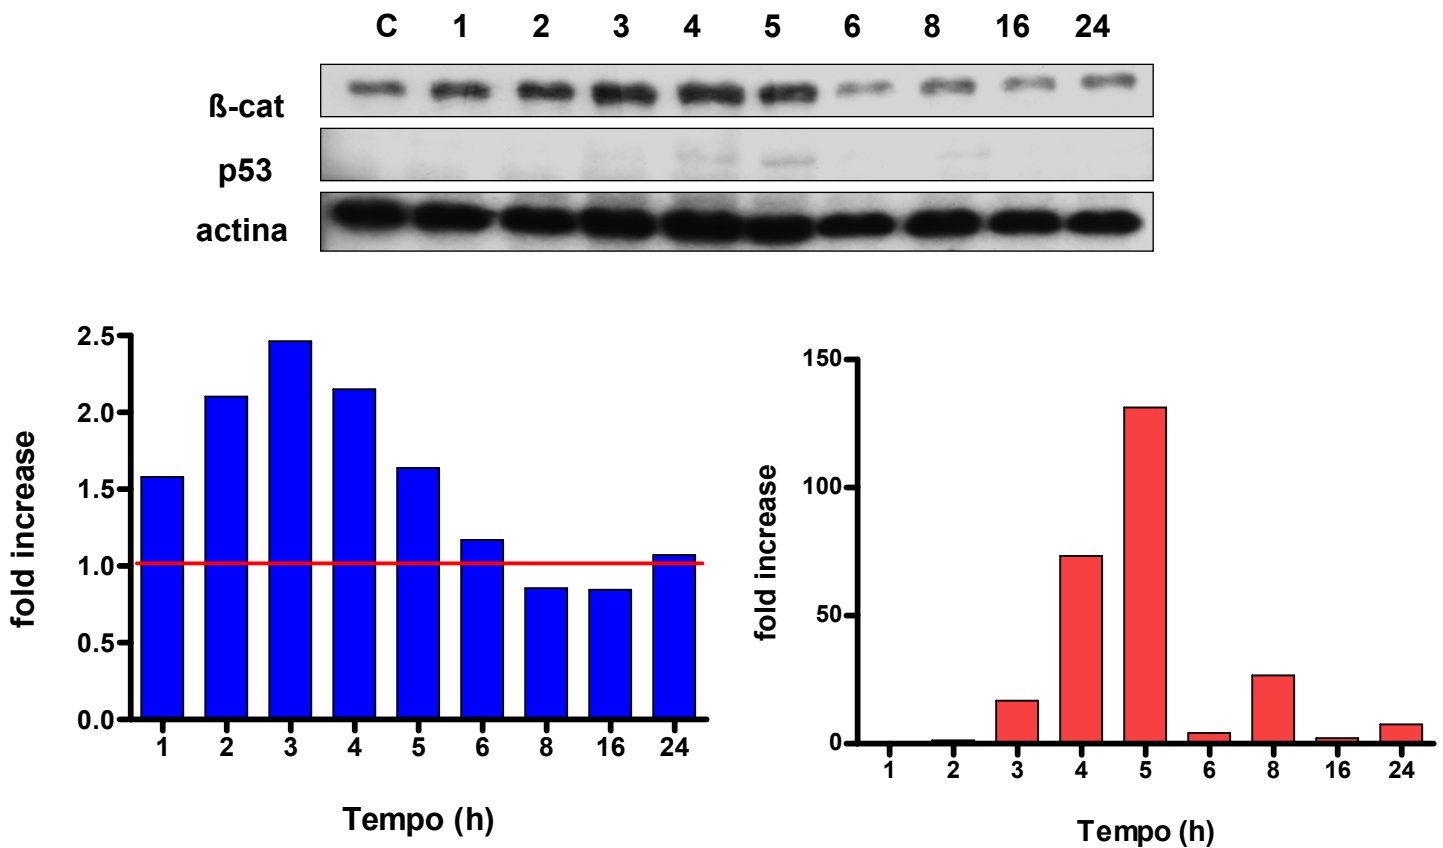 C 1 2 3 4 5 6 8 16 24
ß-cat
p53
actina
2.5
2.0
1.5
1.0
0.5
0.0
fold increase
1 2 3 4 5 6 8 16 24
Tempo (h)
150
100
50
0
fold increase
1 2 3 4 5 6 8 16 24
Tempo (h)